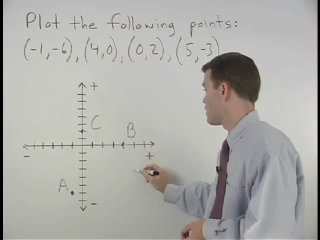 Plot the following points:
(-1,-6), (4,0), (0,2), (5,-3)
+
C
B
- +
A
-